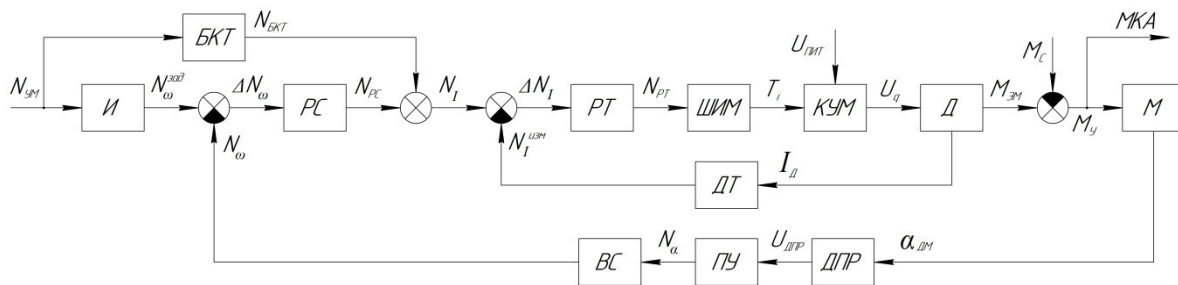 МКА
N_БКТ
БКТ
U_ПИТ
M_С
N_УМ
И
N_ω^зад
ΔN_ω
РС
N_РС
N_I
ΔN_I
РТ
N_РТ
ШИМ
T_i
КУМ
U_q
Д
M_ЭМ
M_у
М
N_ω
N_I^изм
ДТ
I_Д
ВС
N_α
ПУ
U_ДПР
ДПР
α_ДМ